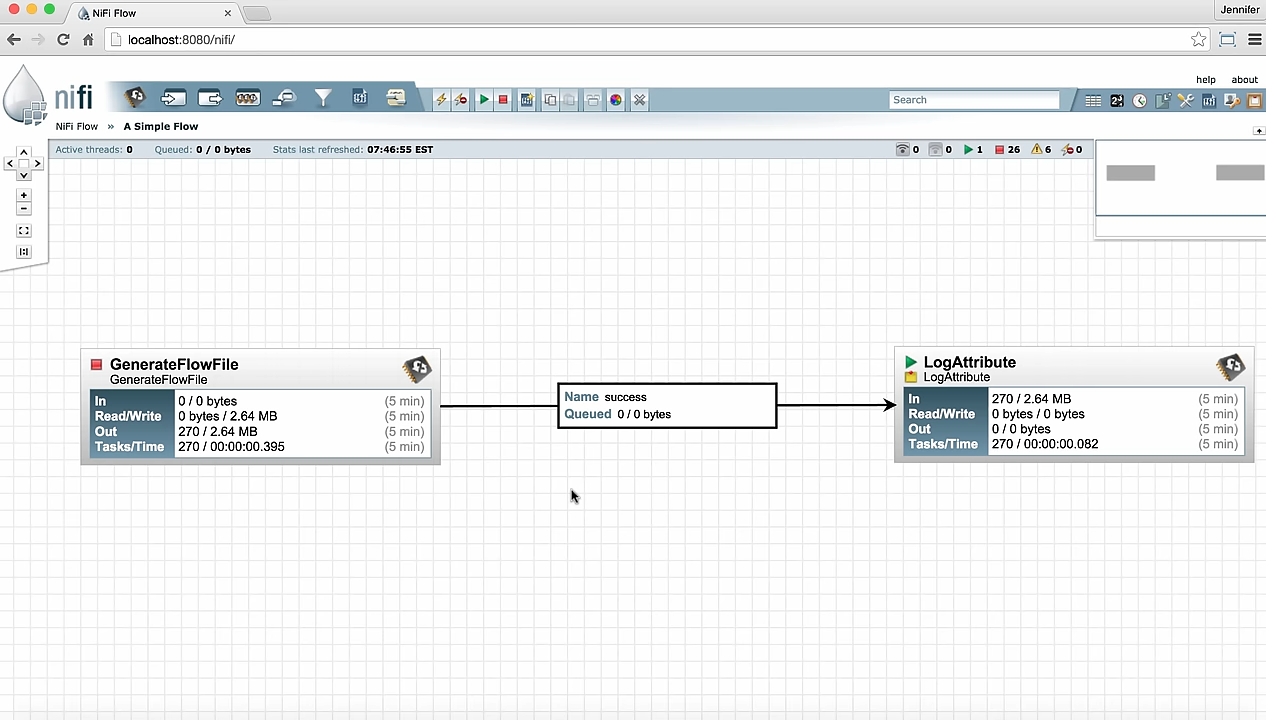 NiFi Flow
Jennifer
localhost:8080/nifi/
help about
nifi
Search
NiFi Flow » A Simple Flow
Active threads: 0 Queued: 0 / 0 bytes Stats last refreshed: 07:46:55 EST
0 0 1 26 6 0
GenerateFlowFile
GenerateFlowFile
In 0 / 0 bytes (5 min)
Read/Write 0 bytes / 2.64 MB (5 min)
Out 270 / 2.64 MB (5 min)
Tasks/Time 270 / 00:00:00.395 (5 min)
Name success
Queued 0 / 0 bytes
LogAttribute
LogAttribute
In 270 / 2.64 MB (5 min)
Read/Write 0 bytes / 0 bytes (5 min)
Out 0 / 0 bytes (5 min)
Tasks/Time 270 / 00:00:00.082 (5 min)